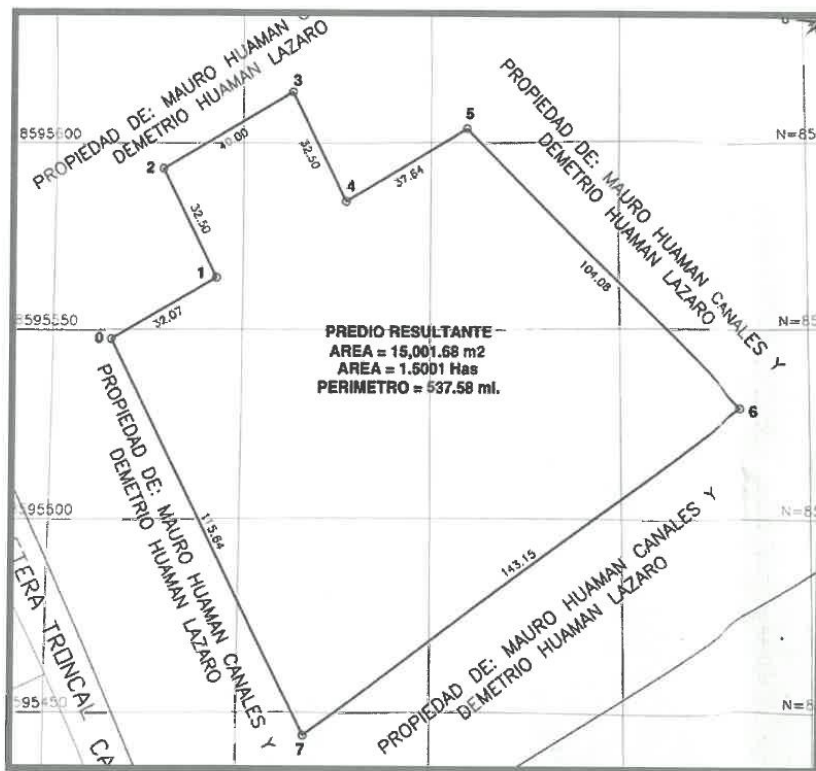 PROPIEDAD DE: MAURO HUAMAN
DEMETRIO HUAMAN LAZARO
3
5
PROPIEDAD DE: MAURO HUAMAN CANALES Y
DEMETRIO HUAMAN LAZARO
8595600
N=85
40.00
32.50
2
4
37.64
32.50
1
104.08
32.07
0
8595550
N=85
PREDIO RESULTANTE
AREA = 15,001.68 m2
AREA = 1.5001 Has
PERIMETRO = 537.58 ml.
6
PROPIEDAD DE: MAURO HUAMAN CANALES Y
DEMETRIO HUAMAN LAZARO
115.64
8595500
N=85
143.15
PROPIEDAD DE: MAURO HUAMAN CANALES Y
DEMETRIO HUAMAN LAZARO
TERA TRONCAL CA
595450
N=8
7